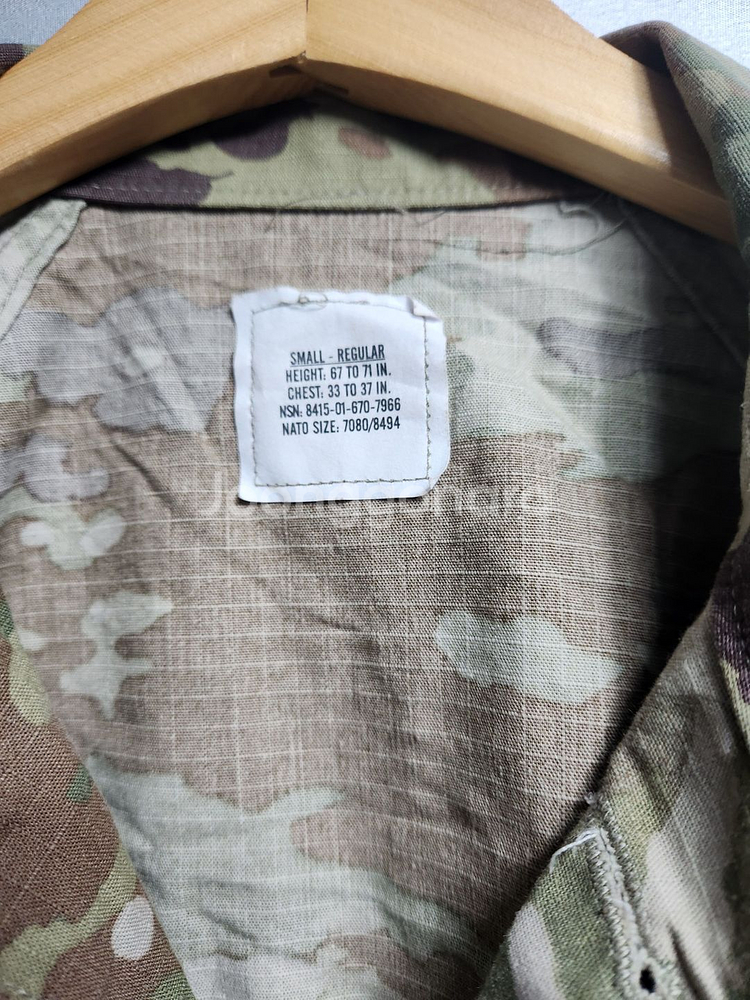 SMALL - REGULAR
HEIGHT: 67 TO 71 IN.
CHEST: 33 TO 37 IN.
NSN: 8415-01-670-7966
NATO SIZE: 7080/8494
Joonggonara